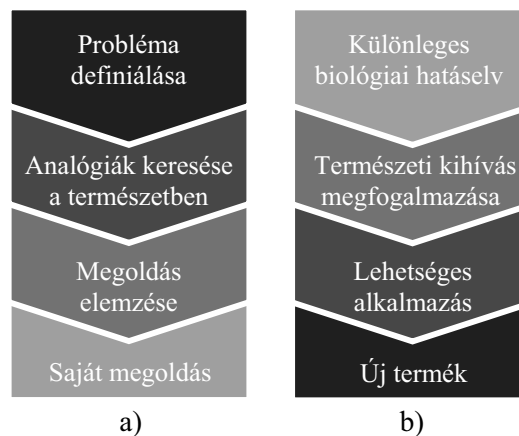 Probléma
definiálása
Analógiák keresése
a természetben
Megoldás
elemzése
Saját megoldás
a)
Különleges
biológiai hatáselv
Természeti kihívás
megfogalmazása
Lehetséges
alkalmazás
Új termék
b)